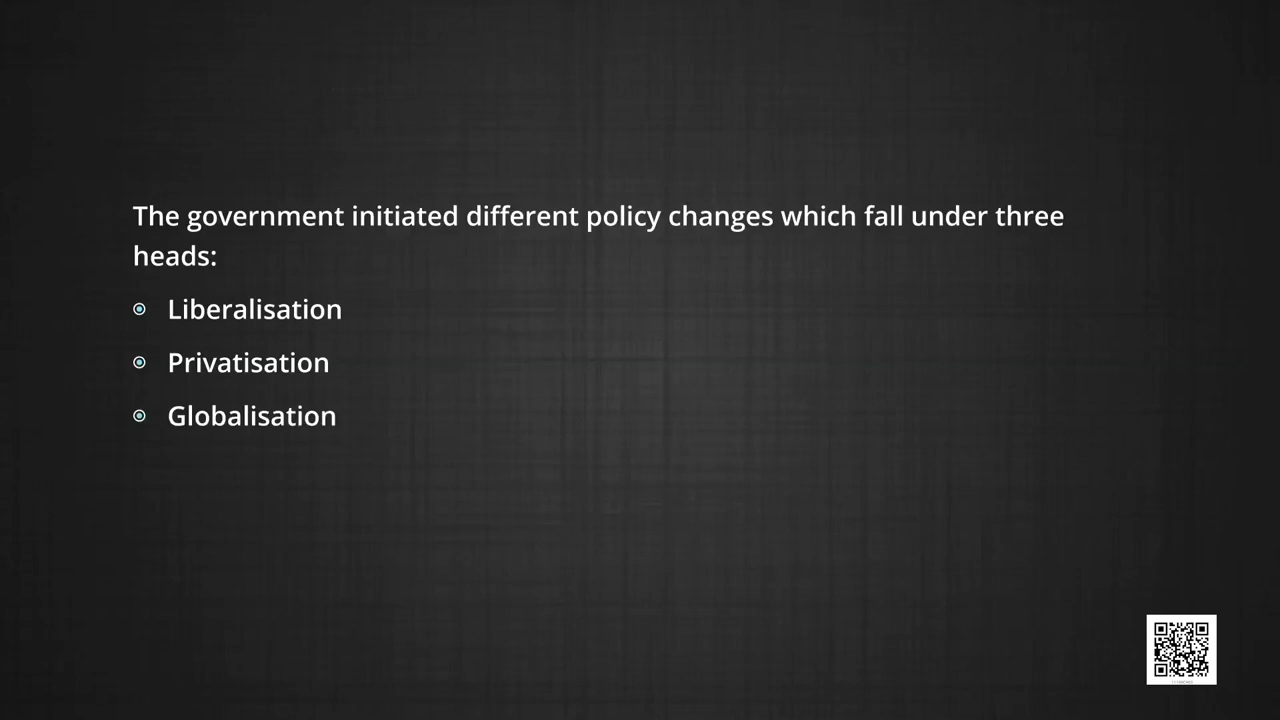 The government initiated different policy changes which fall under three
heads:
Liberalisation
Privatisation
Globalisation